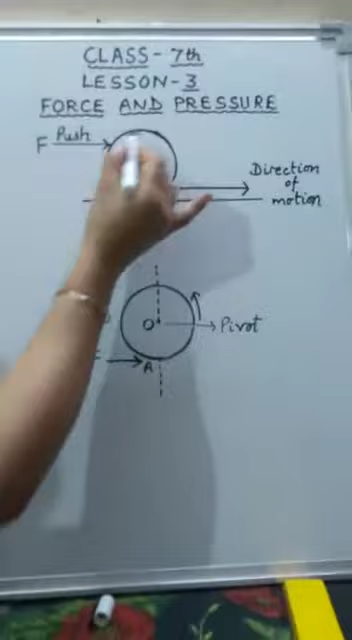 CLASS - 7th
LESSON - 3
FORCE AND PRESSURE
F Push
Direction
of
motion
O
Pivot
A